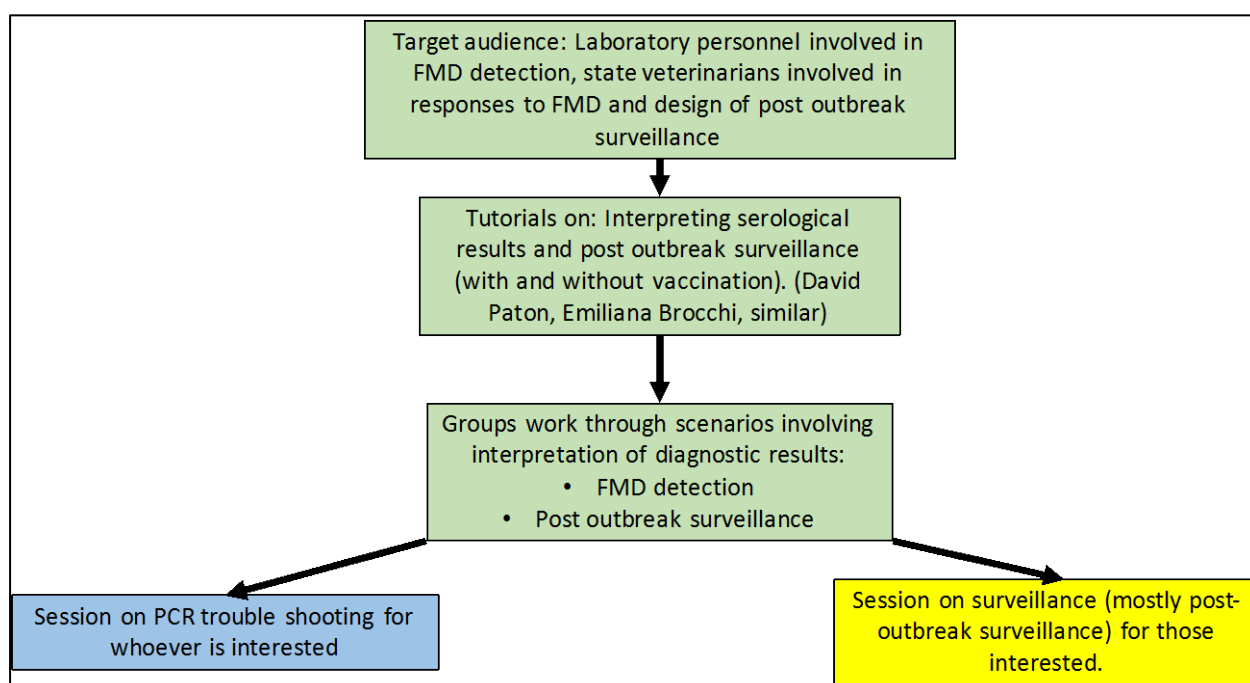 Target audience: Laboratory personnel involved in
FMD detection, state veterinarians involved in
responses to FMD and design of post outbreak
surveillance
Tutorials on: Interpreting serological
results and post outbreak surveillance
(with and without vaccination). (David
Paton, Emiliana Brocchi, similar)
Groups work through scenarios involving
interpretation of diagnostic results:
• FMD detection
• Post outbreak surveillance
Session on PCR trouble shooting for
whoever is interested
Session on surveillance (mostly post-
outbreak surveillance) for those
interested.